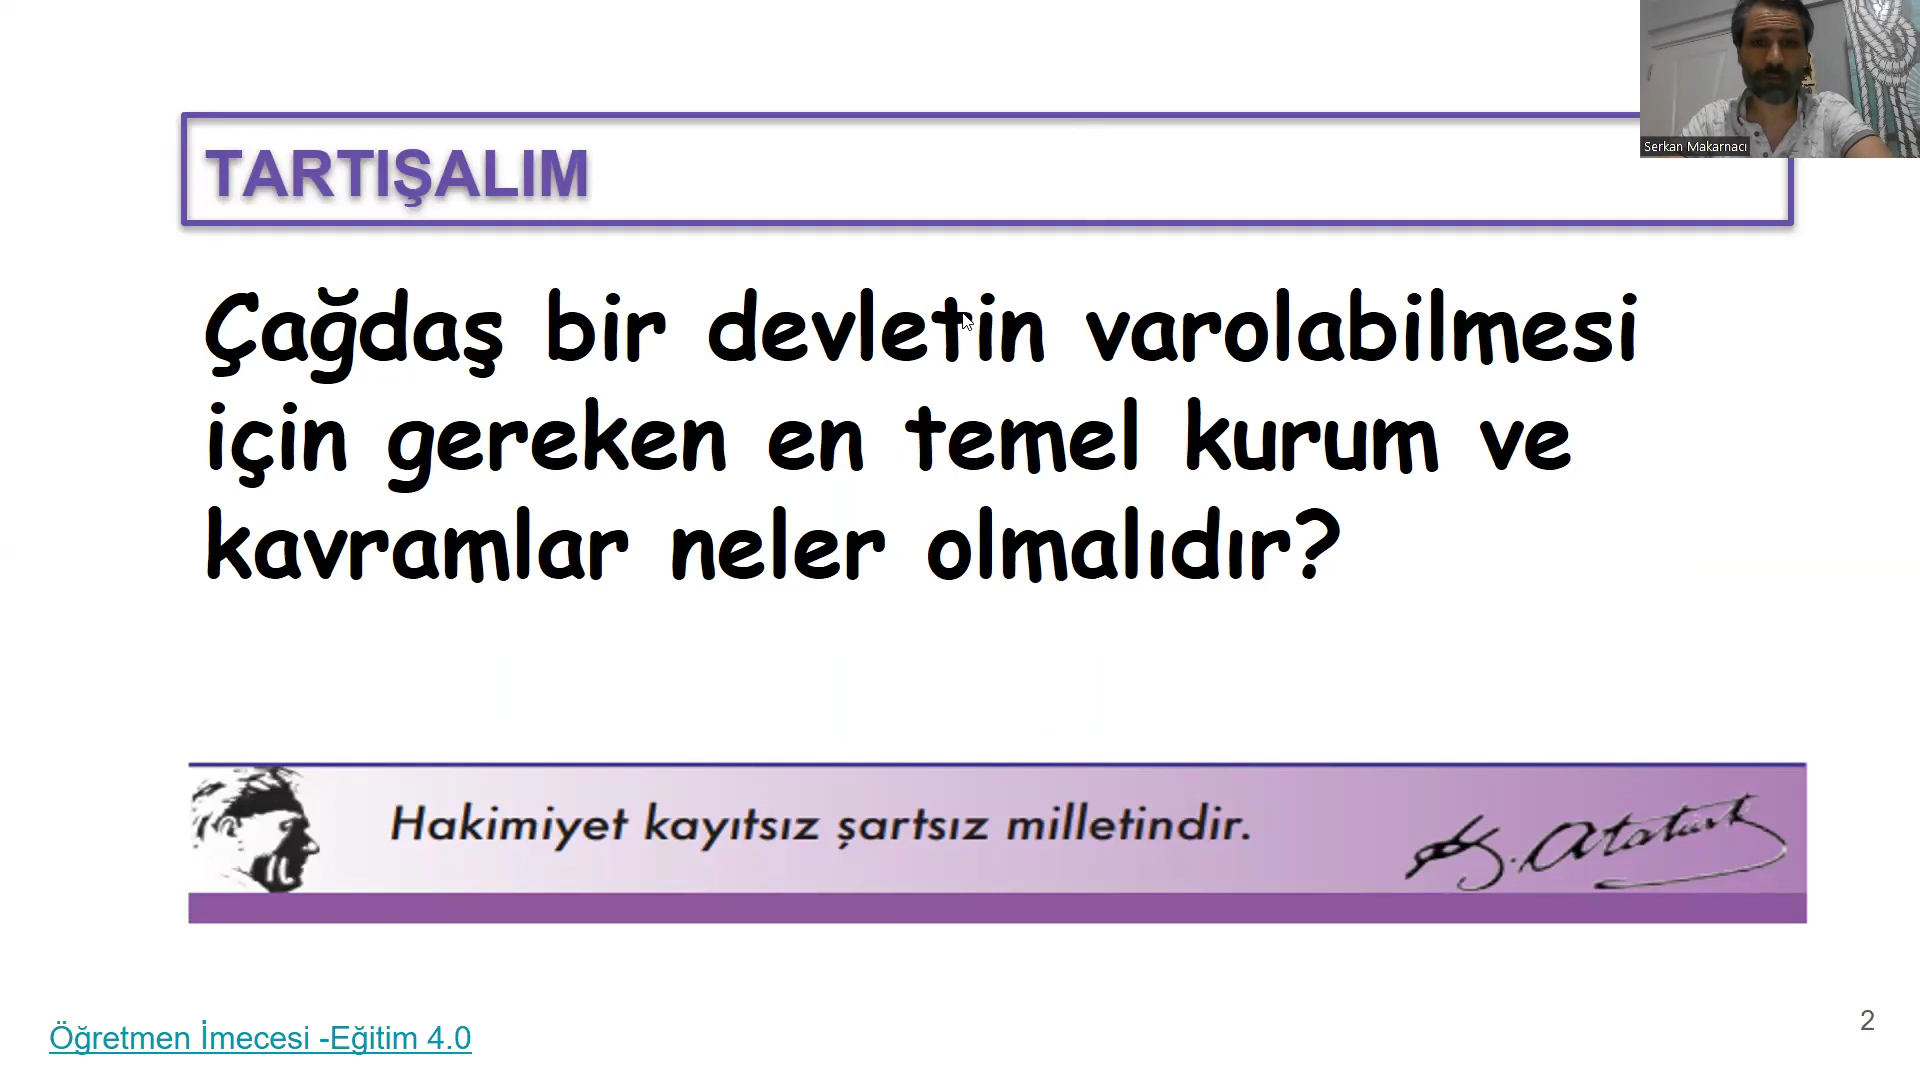 Serkan Makarnacı
TARTIŞALIM
Çağdaş bir devletin varolabilmesi
için gereken en temel kurum ve
kavramlar neler olmalıdır?
Hakimiyet kayıtsız şartsız milletindir.
K. Atatürk
Öğretmen İmecesi -Eğitim 4.0
2